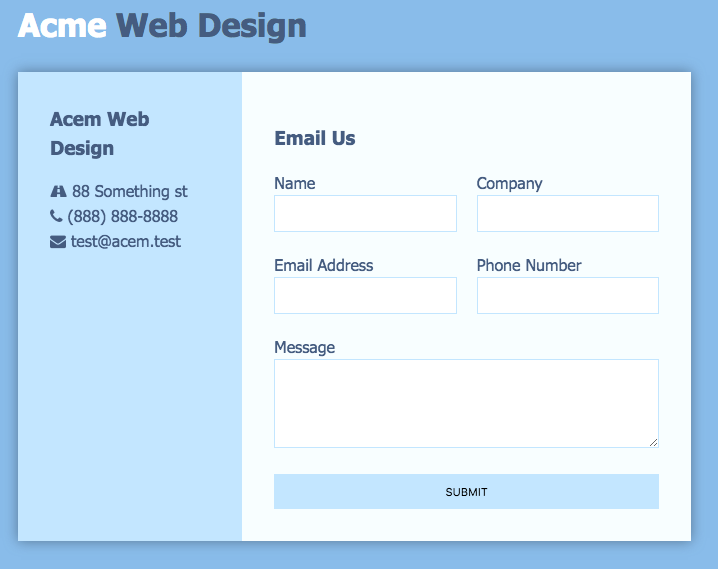 Acme Web Design
Acem Web
Design
88 Something st
(888) 888-8888
test@acem.test
Email Us
Name
Company
Email Address
Phone Number
Message
SUBMIT